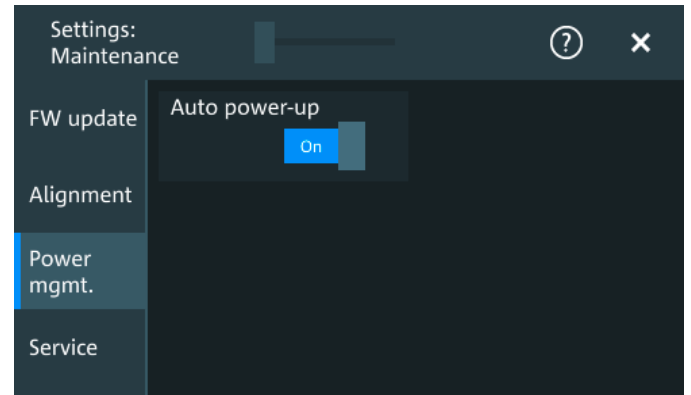 Settings:
Maintenance
?
FW update
Auto power-up
On
Alignment
Power
mgmt.
Service